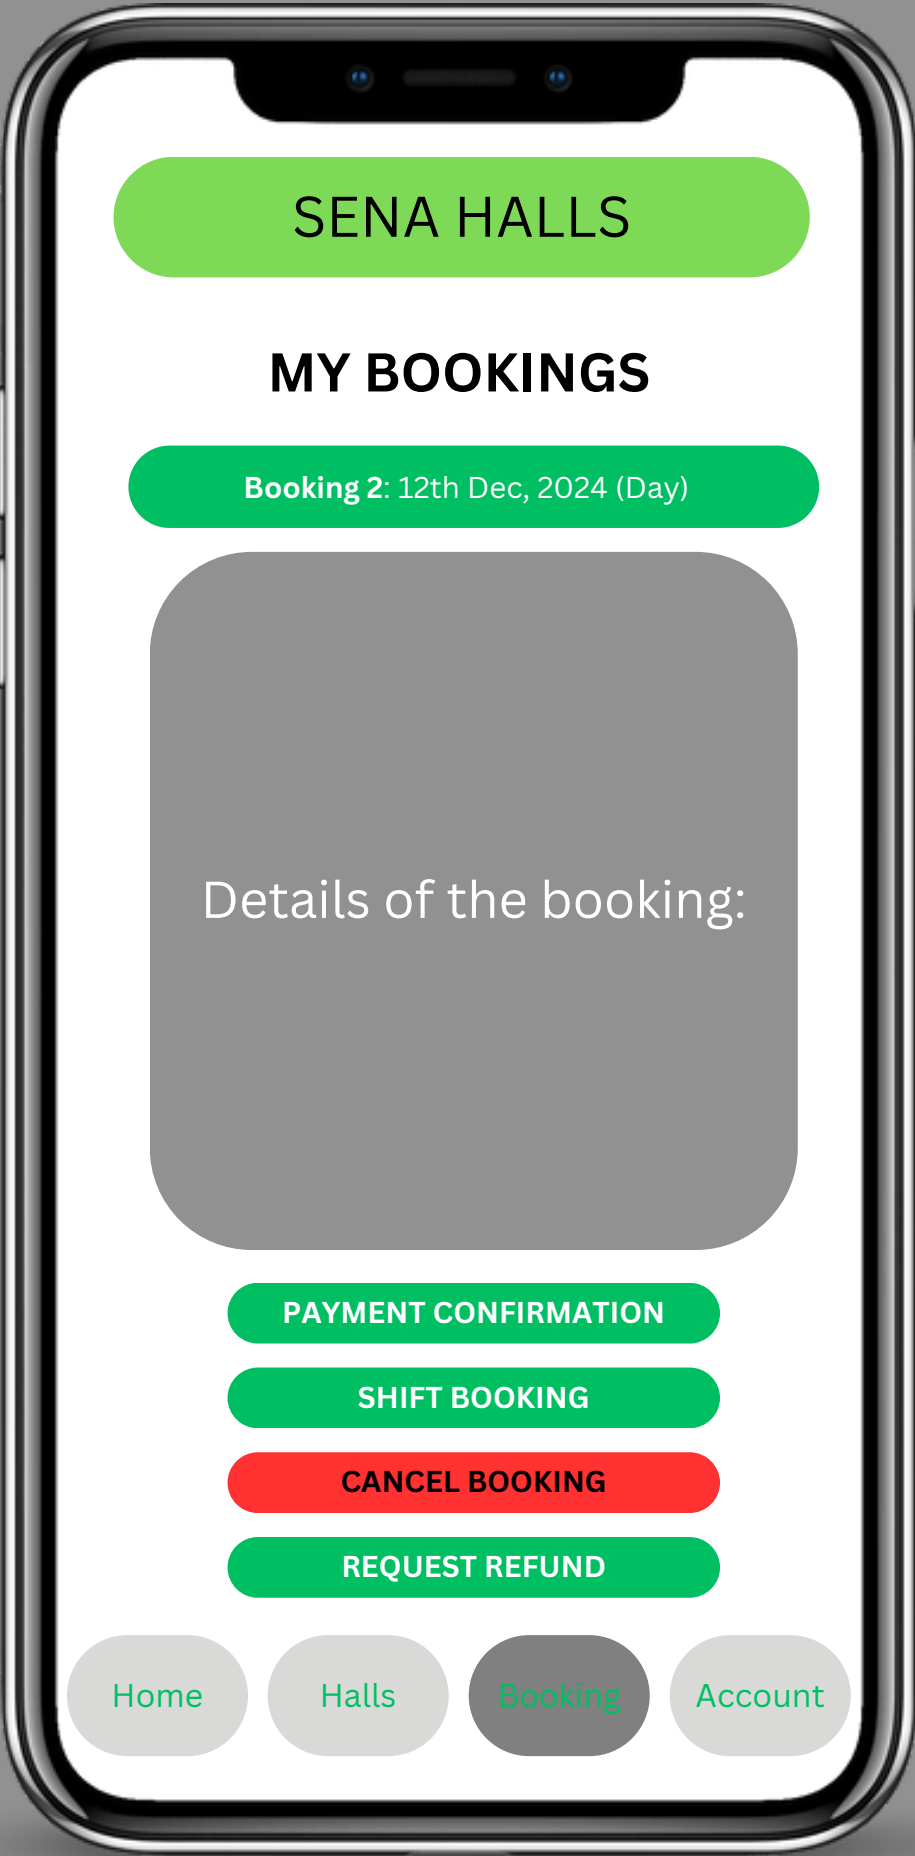 SENA HALLS
MY BOOKINGS
Booking 2: 12th Dec, 2024 (Day)
Details of the booking:
PAYMENT CONFIRMATION
SHIFT BOOKING
CANCEL BOOKING
REQUEST REFUND
Home Halls Booking Account